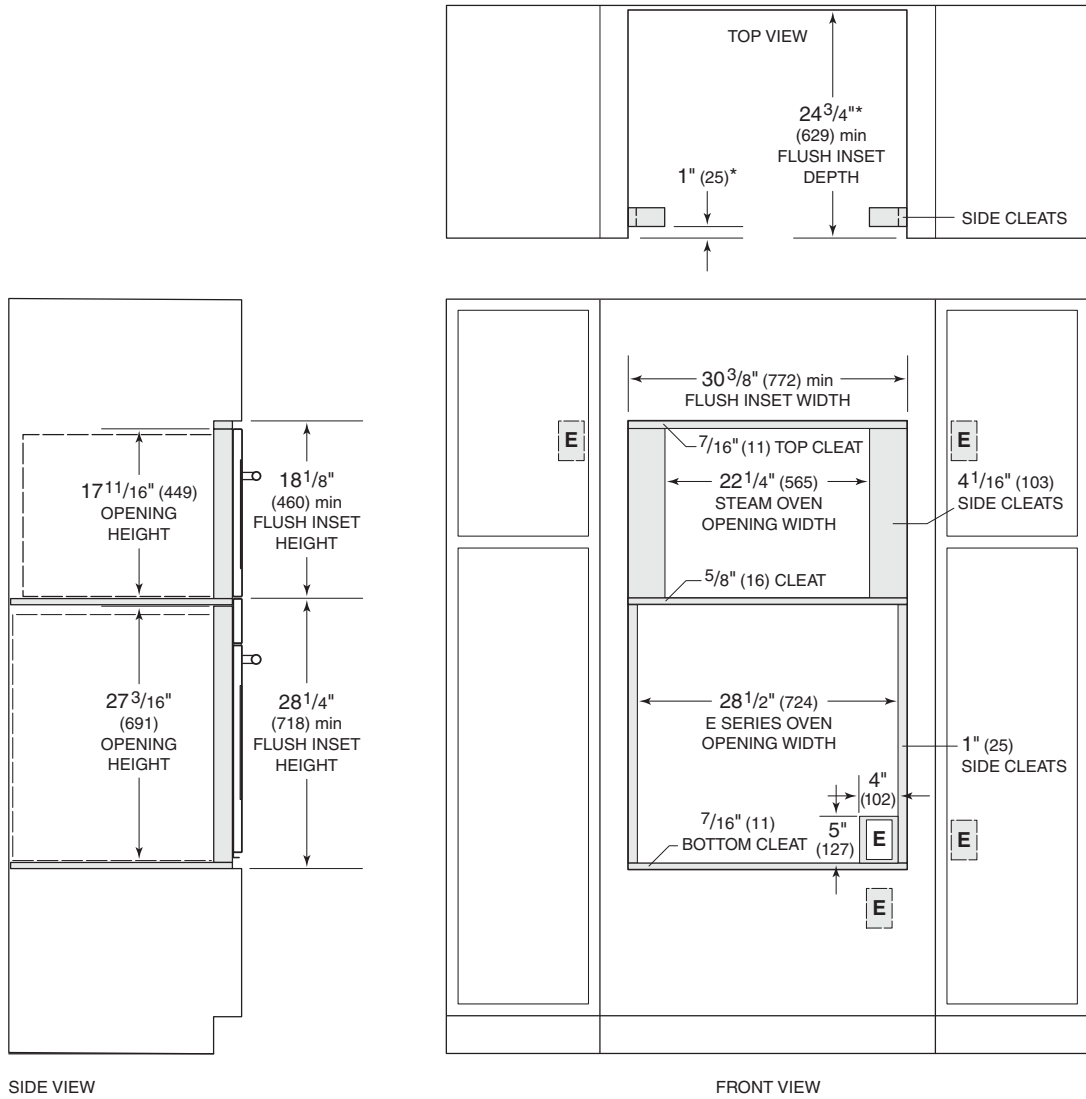 TOP VIEW
24 3/4"*
(629) min
FLUSH INSET
DEPTH
1" (25)*
SIDE CLEATS
30 3/8" (772) min
FLUSH INSET WIDTH
E
7/16" (11) TOP CLEAT
E
17 11/16" (449)
OPENING
HEIGHT
18 1/8"
(460) min
FLUSH INSET
HEIGHT
22 1/4" (565)
STEAM OVEN
OPENING WIDTH
4 1/16" (103)
SIDE CLEATS
5/8" (16) CLEAT
27 3/16"
(691)
OPENING
HEIGHT
28 1/4"
(718) min
FLUSH INSET
HEIGHT
28 1/2" (724)
E SERIES OVEN
OPENING WIDTH
1" (25)
SIDE CLEATS
4"
(102)
7/16" (11)
BOTTOM CLEAT
5"
(127)
E
E
E
SIDE VIEW
FRONT VIEW